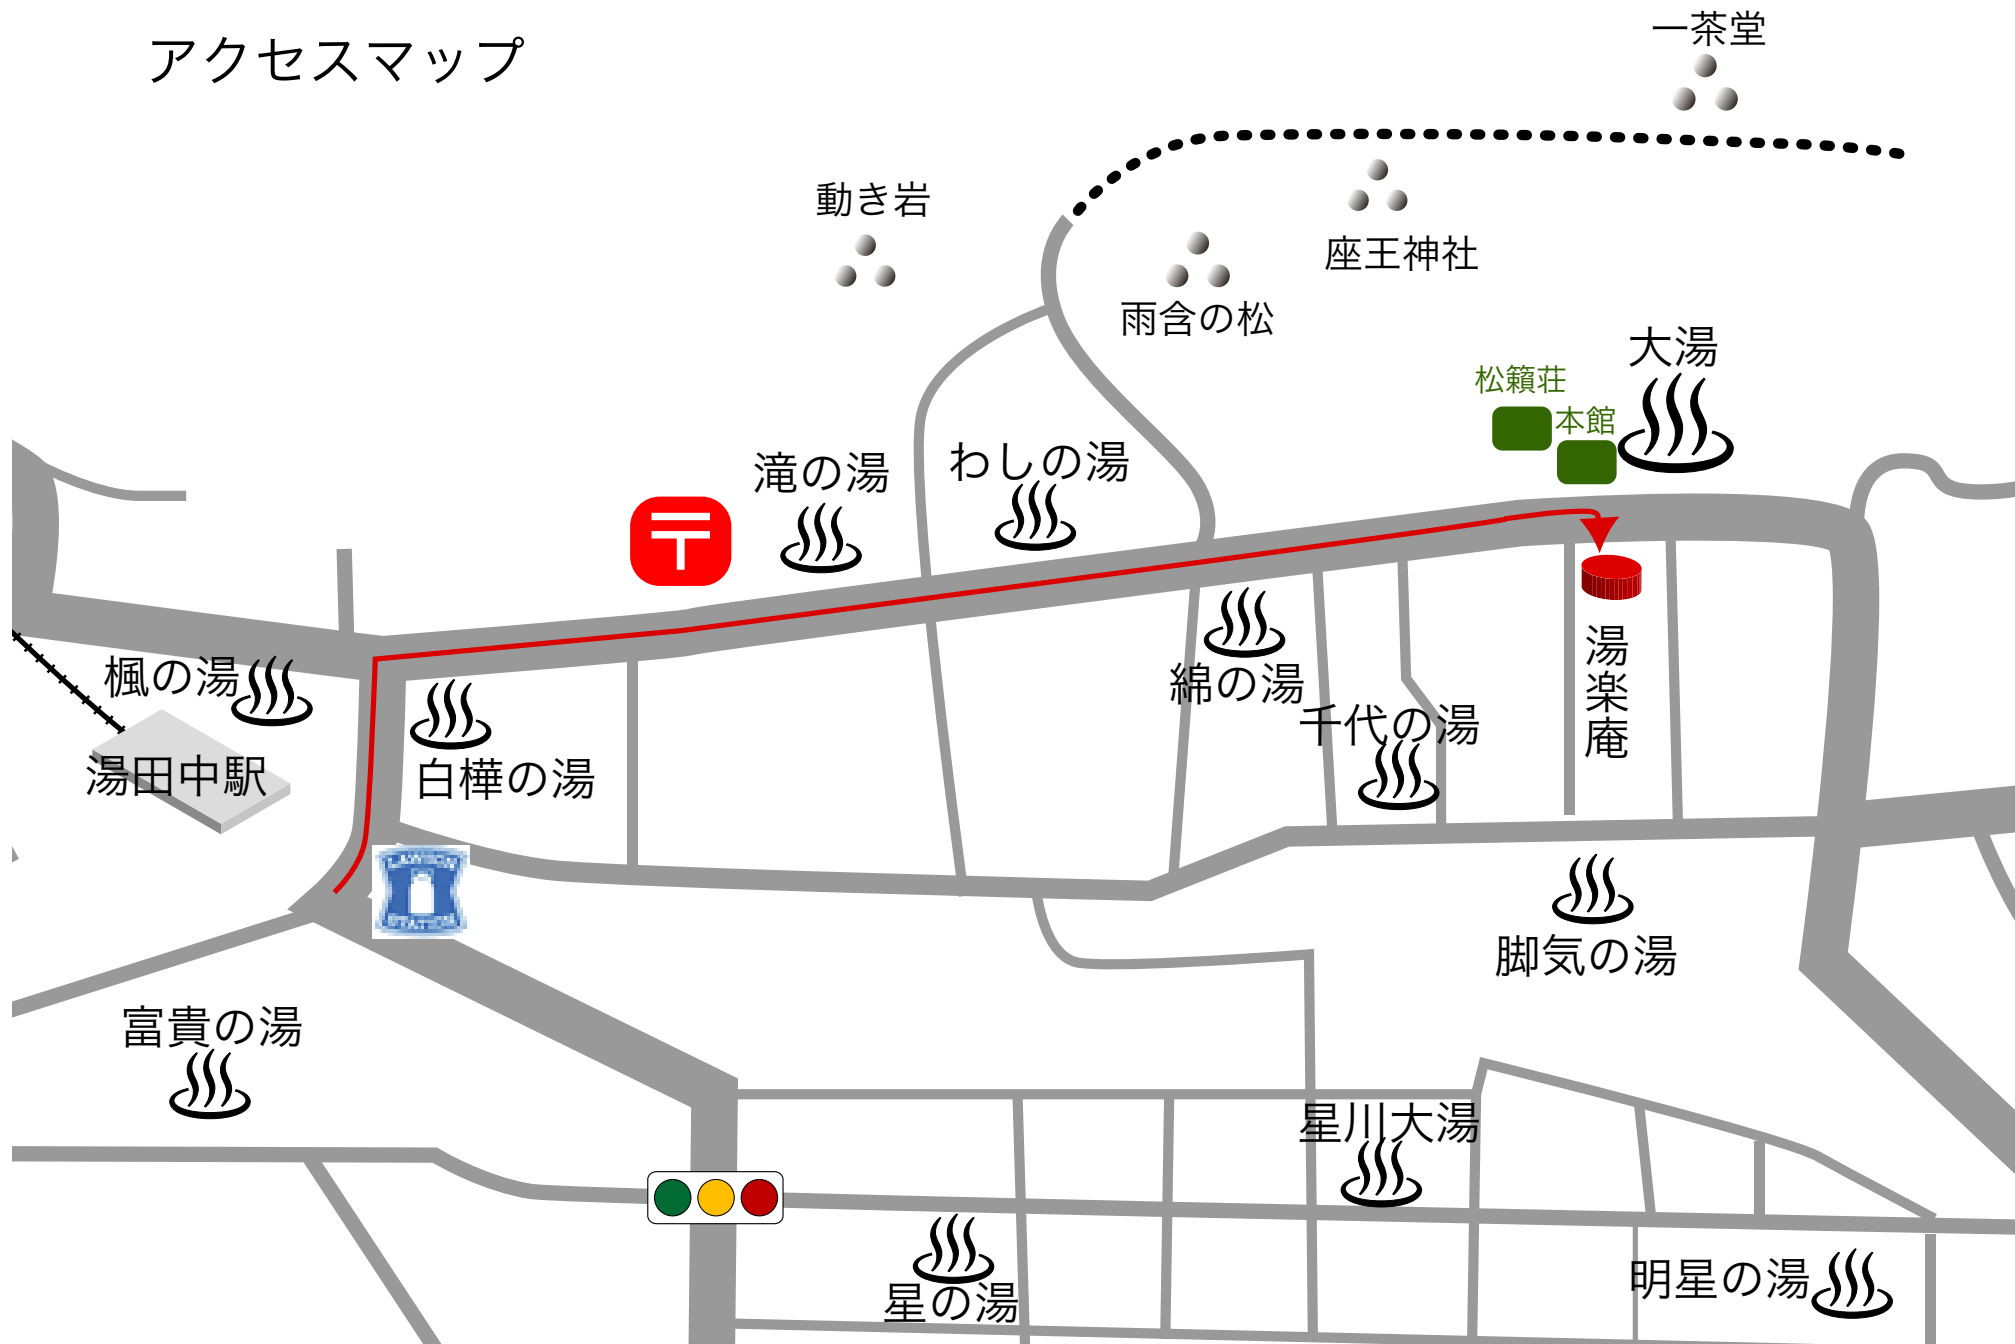 アクセスマップ
一茶堂
動き岩
座王神社
雨含の松
大湯
松籟荘
本館
滝の湯
わしの湯
〒
楓の湯
湯田中駅
白樺の湯
綿の湯
千代の湯
湯楽庵
LAWSON
STATION
脚気の湯
富貴の湯
星川大湯
星の湯
明星の湯